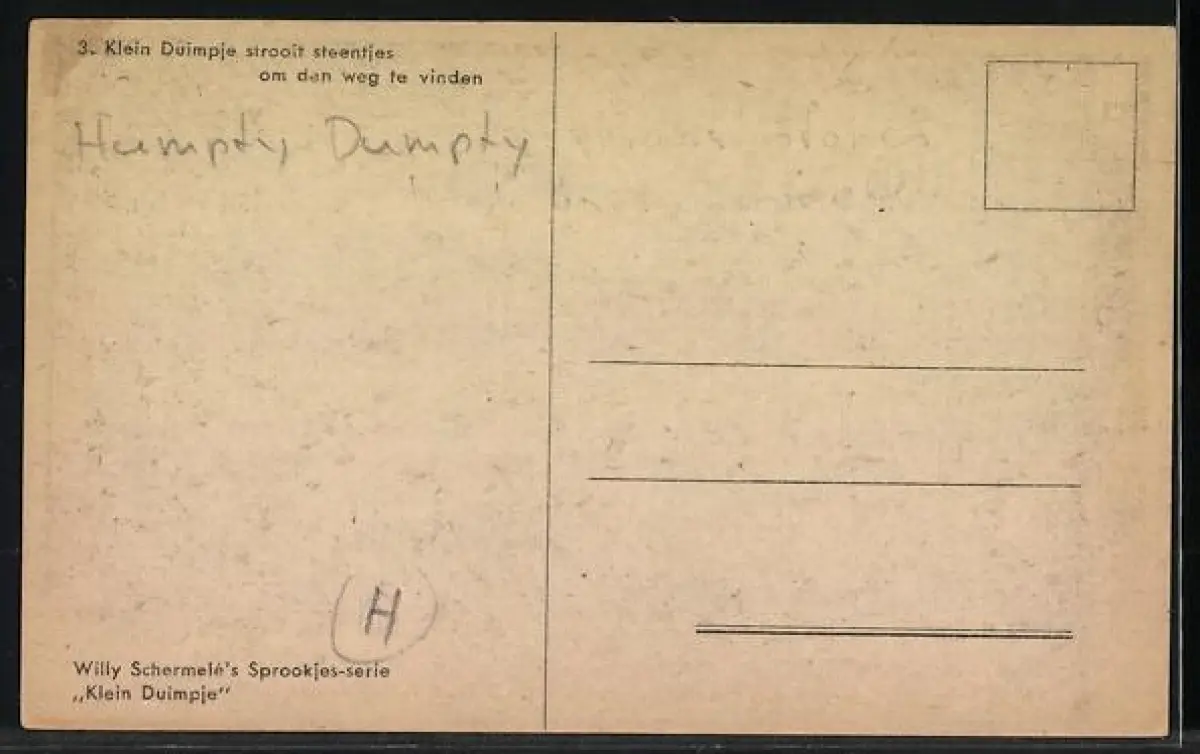 3. Klein Duimpje strooit steentjes
om den weg te vinden
Humpty Dumpty
H
Willy Schermelé's Sprookjes-serie
„Klein Duimpje”